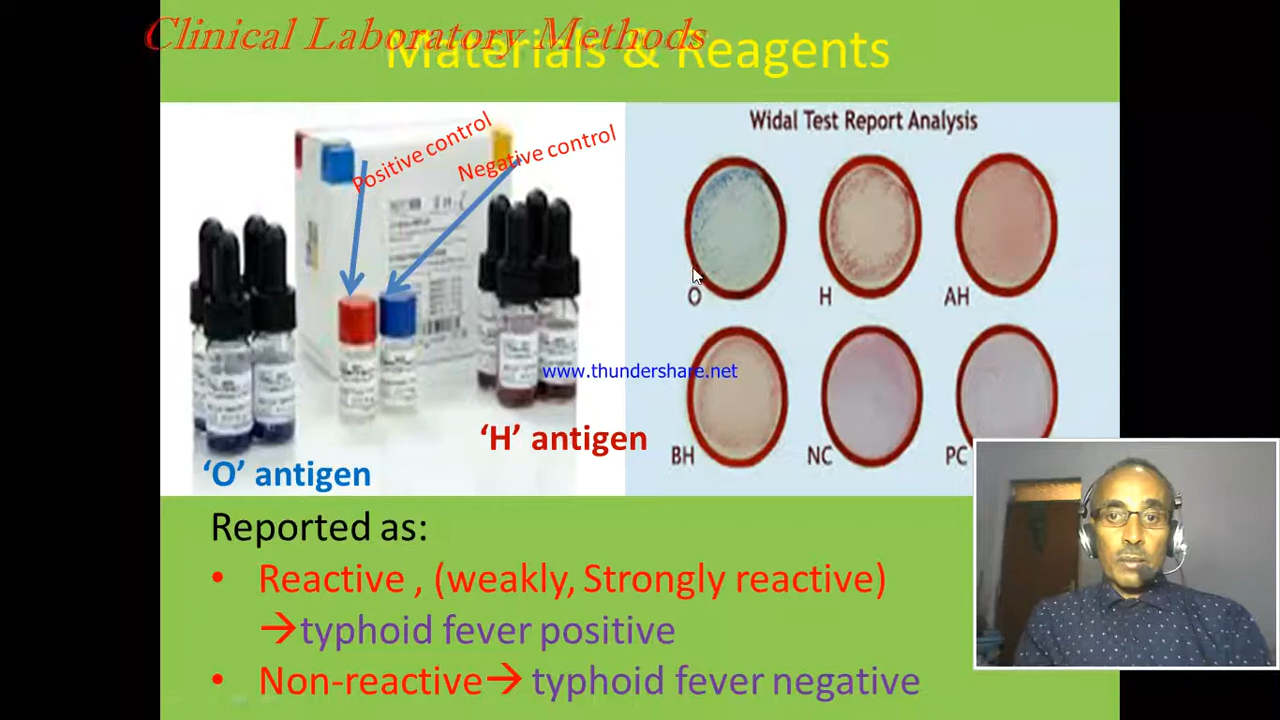 Clinical Laboratory Methods
Materials & Reagents
Positive control
Negative control
Widal Test Report Analysis
O
H
AH
www.thundershare.net
BH
NC
PC
'H' antigen
'O' antigen
Reported as:
• Reactive , (weakly, Strongly reactive)
→typhoid fever positive
• Non-reactive→ typhoid fever negative